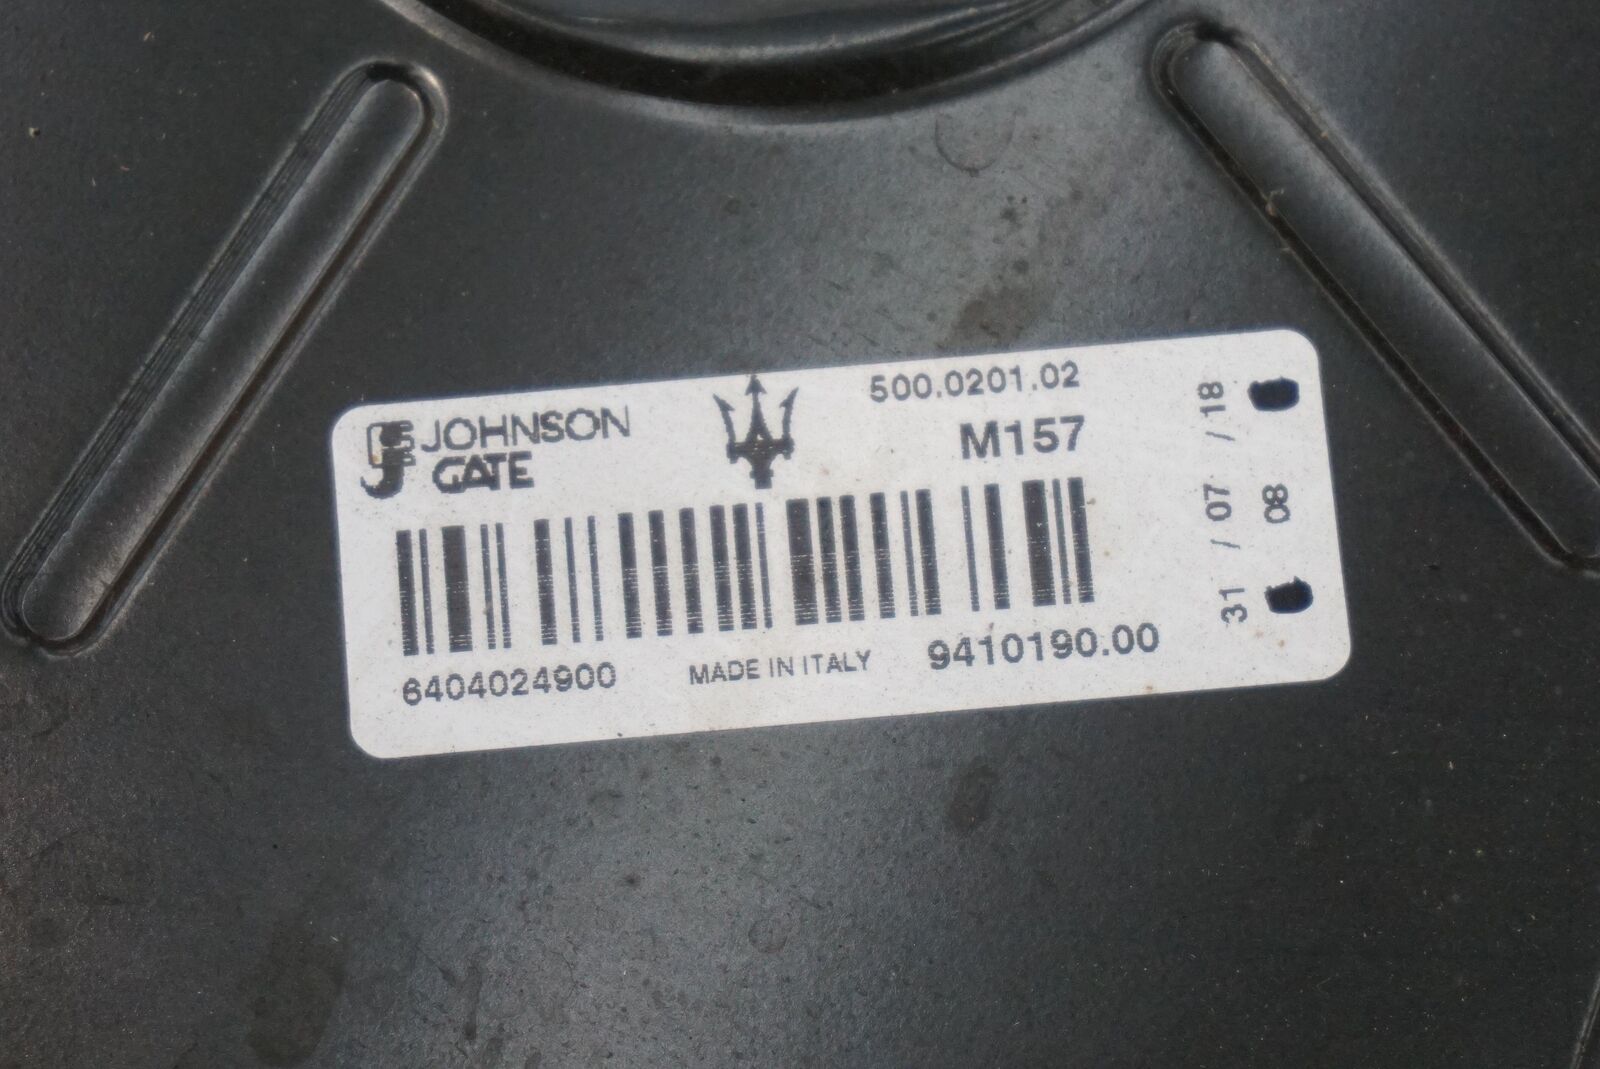 JOHNSON
GATE
500.0201.02
M157
6404024900
MADE IN ITALY
9410190.00
31 / 07 / 18
08